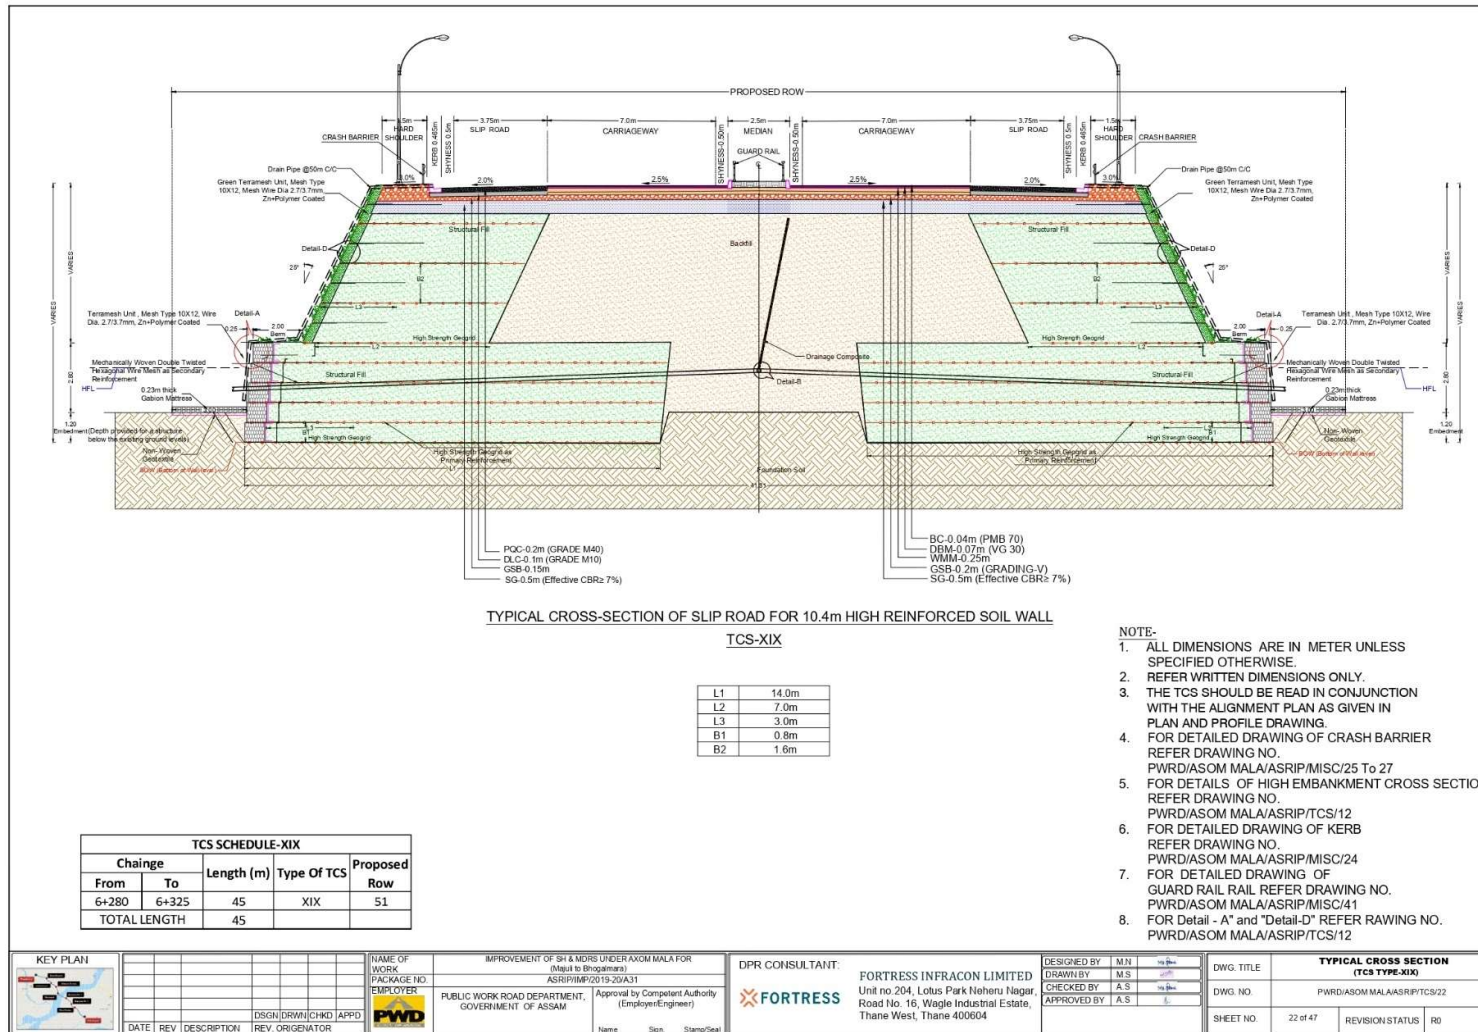 PROPOSED ROW
1.5m
HARD
SHOULDER
CRASH BARRIER
KERB 0.465m
SHYNESS 0.5m
3.75m
SLIP ROAD
7.0m
CARRIAGEWAY
SHYNESS-0.50m
2.5m
MEDIAN
GUARD RAIL
SHYNESS-0.50m
7.0m
CARRIAGEWAY
3.75m
SLIP ROAD
SHYNESS 0.5m
KERB 0.465m
1.5m
HARD
SHOULDER
CRASH BARRIER
Drain Pipe @50m C/C
3.0%
2.0%
2.5%
2.5%
2.0%
3.0%
Drain Pipe @50m C/C
Green Terramesh Unit, Mesh Type
10X12, Mesh Wire Dia 2.7/3.7mm,
Zn+Polymer Coated
Green Terramesh Unit, Mesh Type
10X12, Mesh Wire Dia 2.7/3.7mm,
Zn+Polymer Coated
Structural Fill
Backfill
Structural Fill
Detail-D
Detail-D
VARIES
VARIES
VARIES
VARIES
B2
B2
L3
L3
Terramesh Unit , Mesh Type 10X12, Wire
Dia. 2.7/3.7mm, Zn+Polymer Coated
Detail-A
0.25
2.00
Berm
Detail-A
2.00
Berm
0.25
Terramesh Unit , Mesh Type 10X12, Wire
Dia. 2.7/3.7mm, Zn+Polymer Coated
High Strength Geogrid
L2
High Strength Geogrid
L2
Drainage Composite
Mechanically Woven Double Twisted
Hexagonal Wire Mesh as Secondary
Reinforcement
Mechanically Woven Double Twisted
Hexagonal Wire Mesh as Secondary
Reinforcement
Structural Fill
Structural Fill
Detail-B
2.80
2.80
HFL
HFL
0.23m thick
Gabion Mattress
0.23m thick
Gabion Mattress
3.00
3.00
1.20
Embedment (Depth provided for a structure
below the existing ground levels)
1.20
Embedment
Non- Woven
Geotextile
Non- Woven
Geotextile
BOW (Bottom of Wall level)
BOW (Bottom of Wall level)
B1
B1
High Strength Geogrid
High Strength Geogrid
High Strength Geogrid as
Primary Reinforcement
High Strength Geogrid as
Primary Reinforcement
L1
Foundation Soil
PQC-0.2m (GRADE M40)
DLC-0.1m (GRADE M10)
GSB-0.15m
SG-0.5m (Effective CBR≥ 7%)
BC-0.04m (PMB 70)
DBM-0.07m (VG 30)
WMM-0.25m
GSB-0.2m (GRADING-V)
SG-0.5m (Effective CBR≥ 7%)
TYPICAL CROSS-SECTION OF SLIP ROAD FOR 10.4m HIGH REINFORCED SOIL WALL
TCS-XIX
L1 14.0m
L2 7.0m
L3 3.0m
B1 0.8m
B2 1.6m
NOTE-
1. ALL DIMENSIONS ARE IN METER UNLESS
SPECIFIED OTHERWISE.
2. REFER WRITTEN DIMENSIONS ONLY.
3. THE TCS SHOULD BE READ IN CONJUNCTION
WITH THE ALIGNMENT PLAN AS GIVEN IN
PLAN AND PROFILE DRAWING.
4. FOR DETAILED DRAWING OF CRASH BARRIER
REFER DRAWING NO.
PWRD/ASOM MALA/ASRIP/MISC/25 To 27
5. FOR DETAILS OF HIGH EMBANKMENT CROSS SECTIO
REFER DRAWING NO.
PWRD/ASOM MALA/ASRIP/TCS/12
6. FOR DETAILED DRAWING OF KERB
REFER DRAWING NO.
PWRD/ASOM MALA/ASRIP/MISC/24
7. FOR DETAILED DRAWING OF
GUARD RAIL RAIL REFER DRAWING NO.
PWRD/ASOM MALA/ASRIP/MISC/41
8. FOR Detail - A" and "Detail-D" REFER RAWING NO.
PWRD/ASOM MALA/ASRIP/TCS/12
TCS SCHEDULE-XIX
Chainge Length (m) Type Of TCS Proposed Row
From To
6+280 6+325 45 XIX 51
TOTAL LENGTH 45
KEY PLAN
DSGN DRWN CHKD APPD
DATE REV DESCRIPTION REV. ORIGENATOR
NAME OF
WORK
IMPROVEMENT OF SH & MDRS UNDER AXOM MALA FOR
(Majuli to Bhogaimara)
PACKAGE NO. ASRIP/IMP/2019-20/A31
EMPLOYER
PWD
PUBLIC WORK ROAD DEPARTMENT,
GOVERNMENT OF ASSAM
Approval by Competent Authority
(Employer/Engineer)
Name Sign Stamp/Seal
DPR CONSULTANT:
FORTRESS
FORTRESS INFRACON LIMITED
Unit no.204, Lotus Park Neheru Nagar,
Road No. 16, Wagle Industrial Estate,
Thane West, Thane 400604
DESIGNED BY M.N
DRAWN BY M.S
CHECKED BY A.S
APPROVED BY A.S
DWG. TITLE TYPICAL CROSS SECTION
(TCS TYPE-XIX)
DWG. NO. PWRD/ASOM MALA/ASRIP/TCS/22
SHEET NO. 22 of 47 REVISION STATUS R0